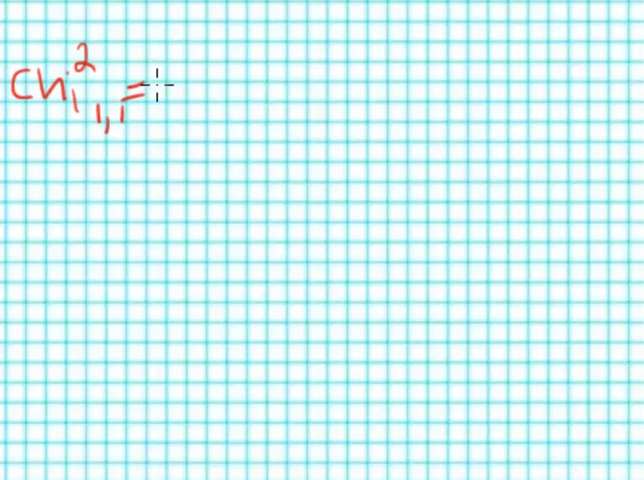 Chi²₁,₁ =